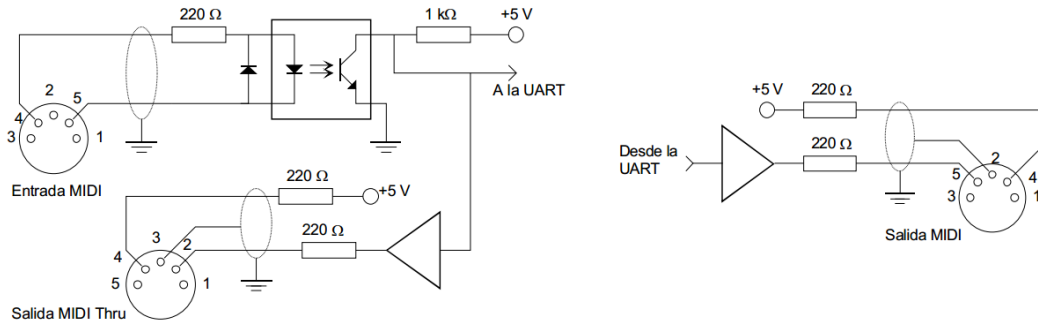 220 Ω
1 kΩ
+5 V
A la UART
2
4
5
3
1
Entrada MIDI
220 Ω
+5 V
220 Ω
3
4
2
5
1
Salida MIDI Thru
+5 V
220 Ω
Desde la
UART
220 Ω
2
5
4
3
1
Salida MIDI